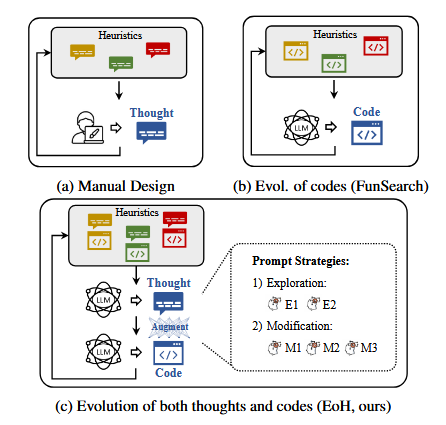 Heuristics
</>
Thought
(a) Manual Design
Heuristics
</>
</>
</>
LLM
Code
</>
(b) Evol. of codes (FunSearch)
Heuristics
</>
</>
</>
LLM
Thought
Augment
LLM
</>
Code
Prompt Strategies:
1) Exploration:
E1 E2
2) Modification:
M1 M2 M3
(c) Evolution of both thoughts and codes (EoH, ours)